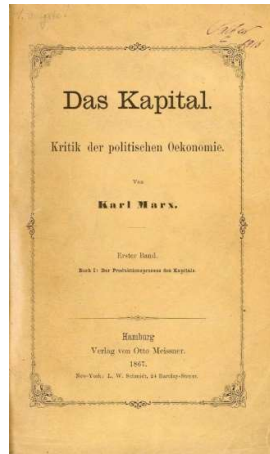 Das Kapital.
Kritik der politischen Oekonomie.
Von
Karl Marx.
Erster Band.
Buch I: Der Produktionsprocess des Kapitals.
Hamburg
Verlag von Otto Meissner.
1867.
New-York: L. W. Schmidt, 24 Barclay-Street.